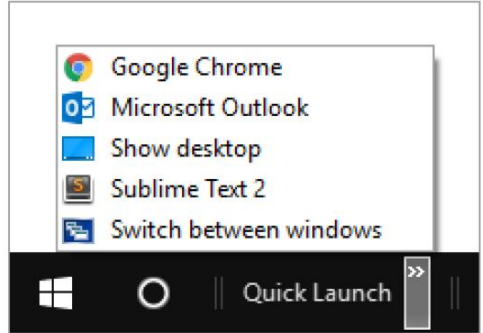 Google Chrome
Microsoft Outlook
Show desktop
Sublime Text 2
Switch between windows
Quick Launch